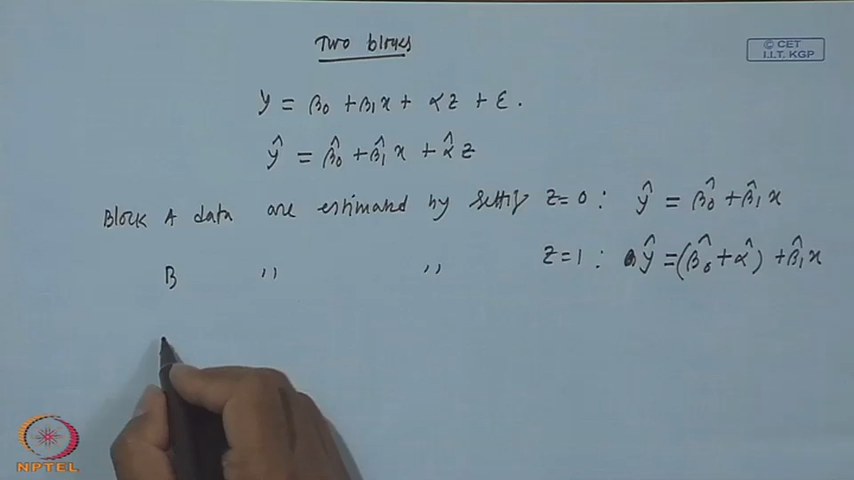 Two blocks
© CET
I.I.T. KGP
y = β₀ + β₁x + αz + ε.
ŷ = β̂₀ + β̂₁x + α̂z
Block A data are estimated by setting z=0 : ŷ = β̂₀ + β̂₁x
B " " z=1 : ŷ = (β̂₀ + α̂) + β̂₁x
NPTEL